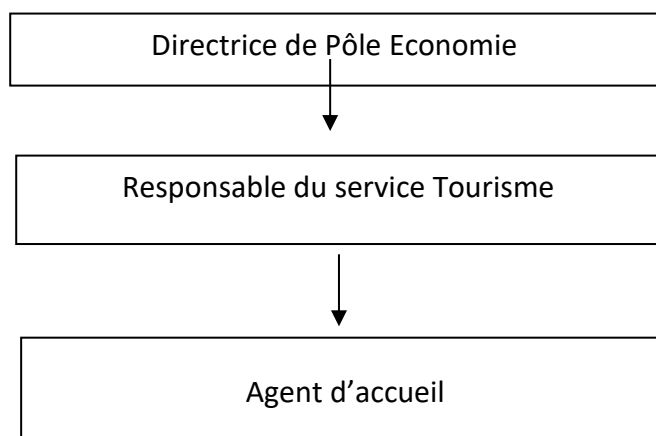 Directrice de Pôle Economie
Responsable du service Tourisme
Agent d’accueil